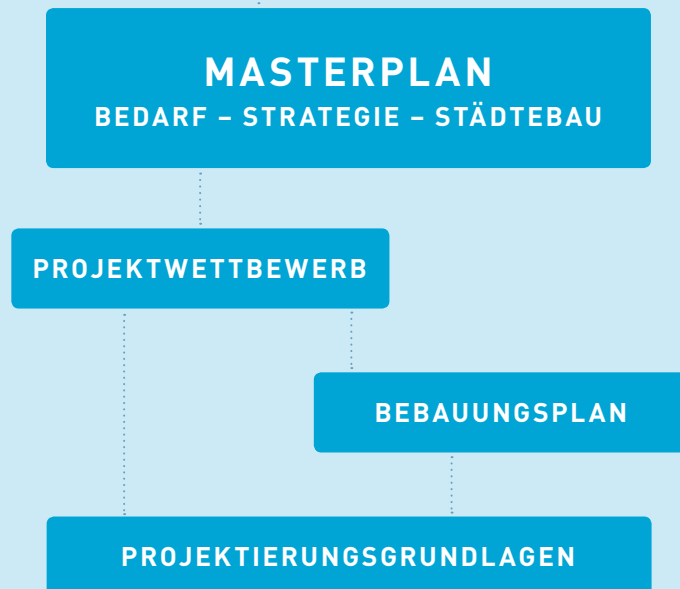 MASTERPLAN
BEDARF – STRATEGIE – STÄDTEBAU
PROJEKTWETTBEWERB
BEBAUUNGSPLAN
PROJEKTIERUNGSGRUNDLAGEN